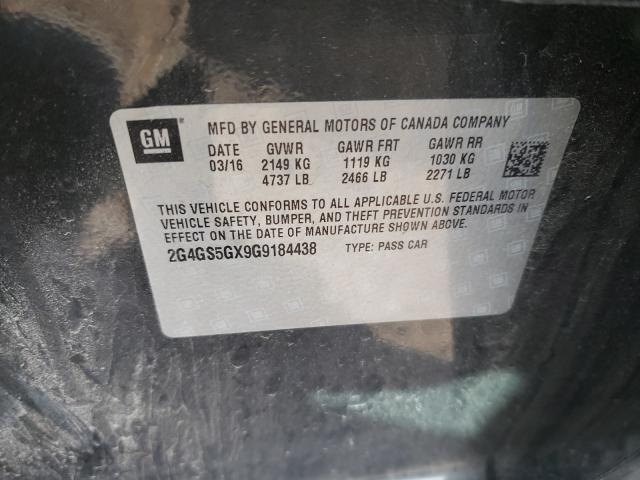 GM
MFD BY GENERAL MOTORS OF CANADA COMPANY
DATE GVWR GAWR FRT GAWR RR
03/16 2149 KG 1119 KG 1030 KG
4737 LB 2466 LB 2271 LB
THIS VEHICLE CONFORMS TO ALL APPLICABLE U.S. FEDERAL MOTOR
VEHICLE SAFETY, BUMPER, AND THEFT PREVENTION STANDARDS IN
EFFECT ON THE DATE OF MANUFACTURE SHOWN ABOVE.
2G4GS5GX9G9184438 TYPE: PASS CAR